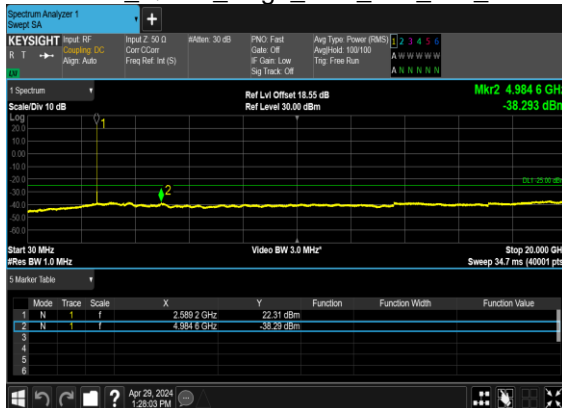 Spectrum Analyzer 1
Swept SA
+
KEYSIGHT Input: RF Input Z: 50 Ω #Atten: 30 dB PNO: Fast Avg Type: Power (RMS) 1 2 3 4 5 6
R T Coupling: DC Corr CCorr Gate: Off Avg|Hold: 100/100 A W W W W W
Align: Auto Freq Ref: Int (S) IF Gain: Low Trig: Free Run
Sig Track: Off A N N N N N
1 Spectrum Ref Lvl Offset 18.55 dB Mkr2 4.984 6 GHz
Scale/Div 10 dB Ref Level 30.00 dBm -38.293 dBm
Log
20.0
10.0
0.00
-10.0
-20.0
-30.0
-40.0
-50.0
-60.0
1
2
DL1 -25.00 dBm
Start 30 MHz Video BW 3.0 MHz* Stop 20.000 GHz
#Res BW 1.0 MHz Sweep 34.7 ms (40001 pts)
5 Marker Table
Mode Trace Scale X Y Function Function Width Function Value
1 N 1 f 2.589 2 GHz 22.31 dBm
2 N 1 f 4.984 6 GHz -38.29 dBm
3
4
5
6
? Apr 29, 2024
1:28:03 PM